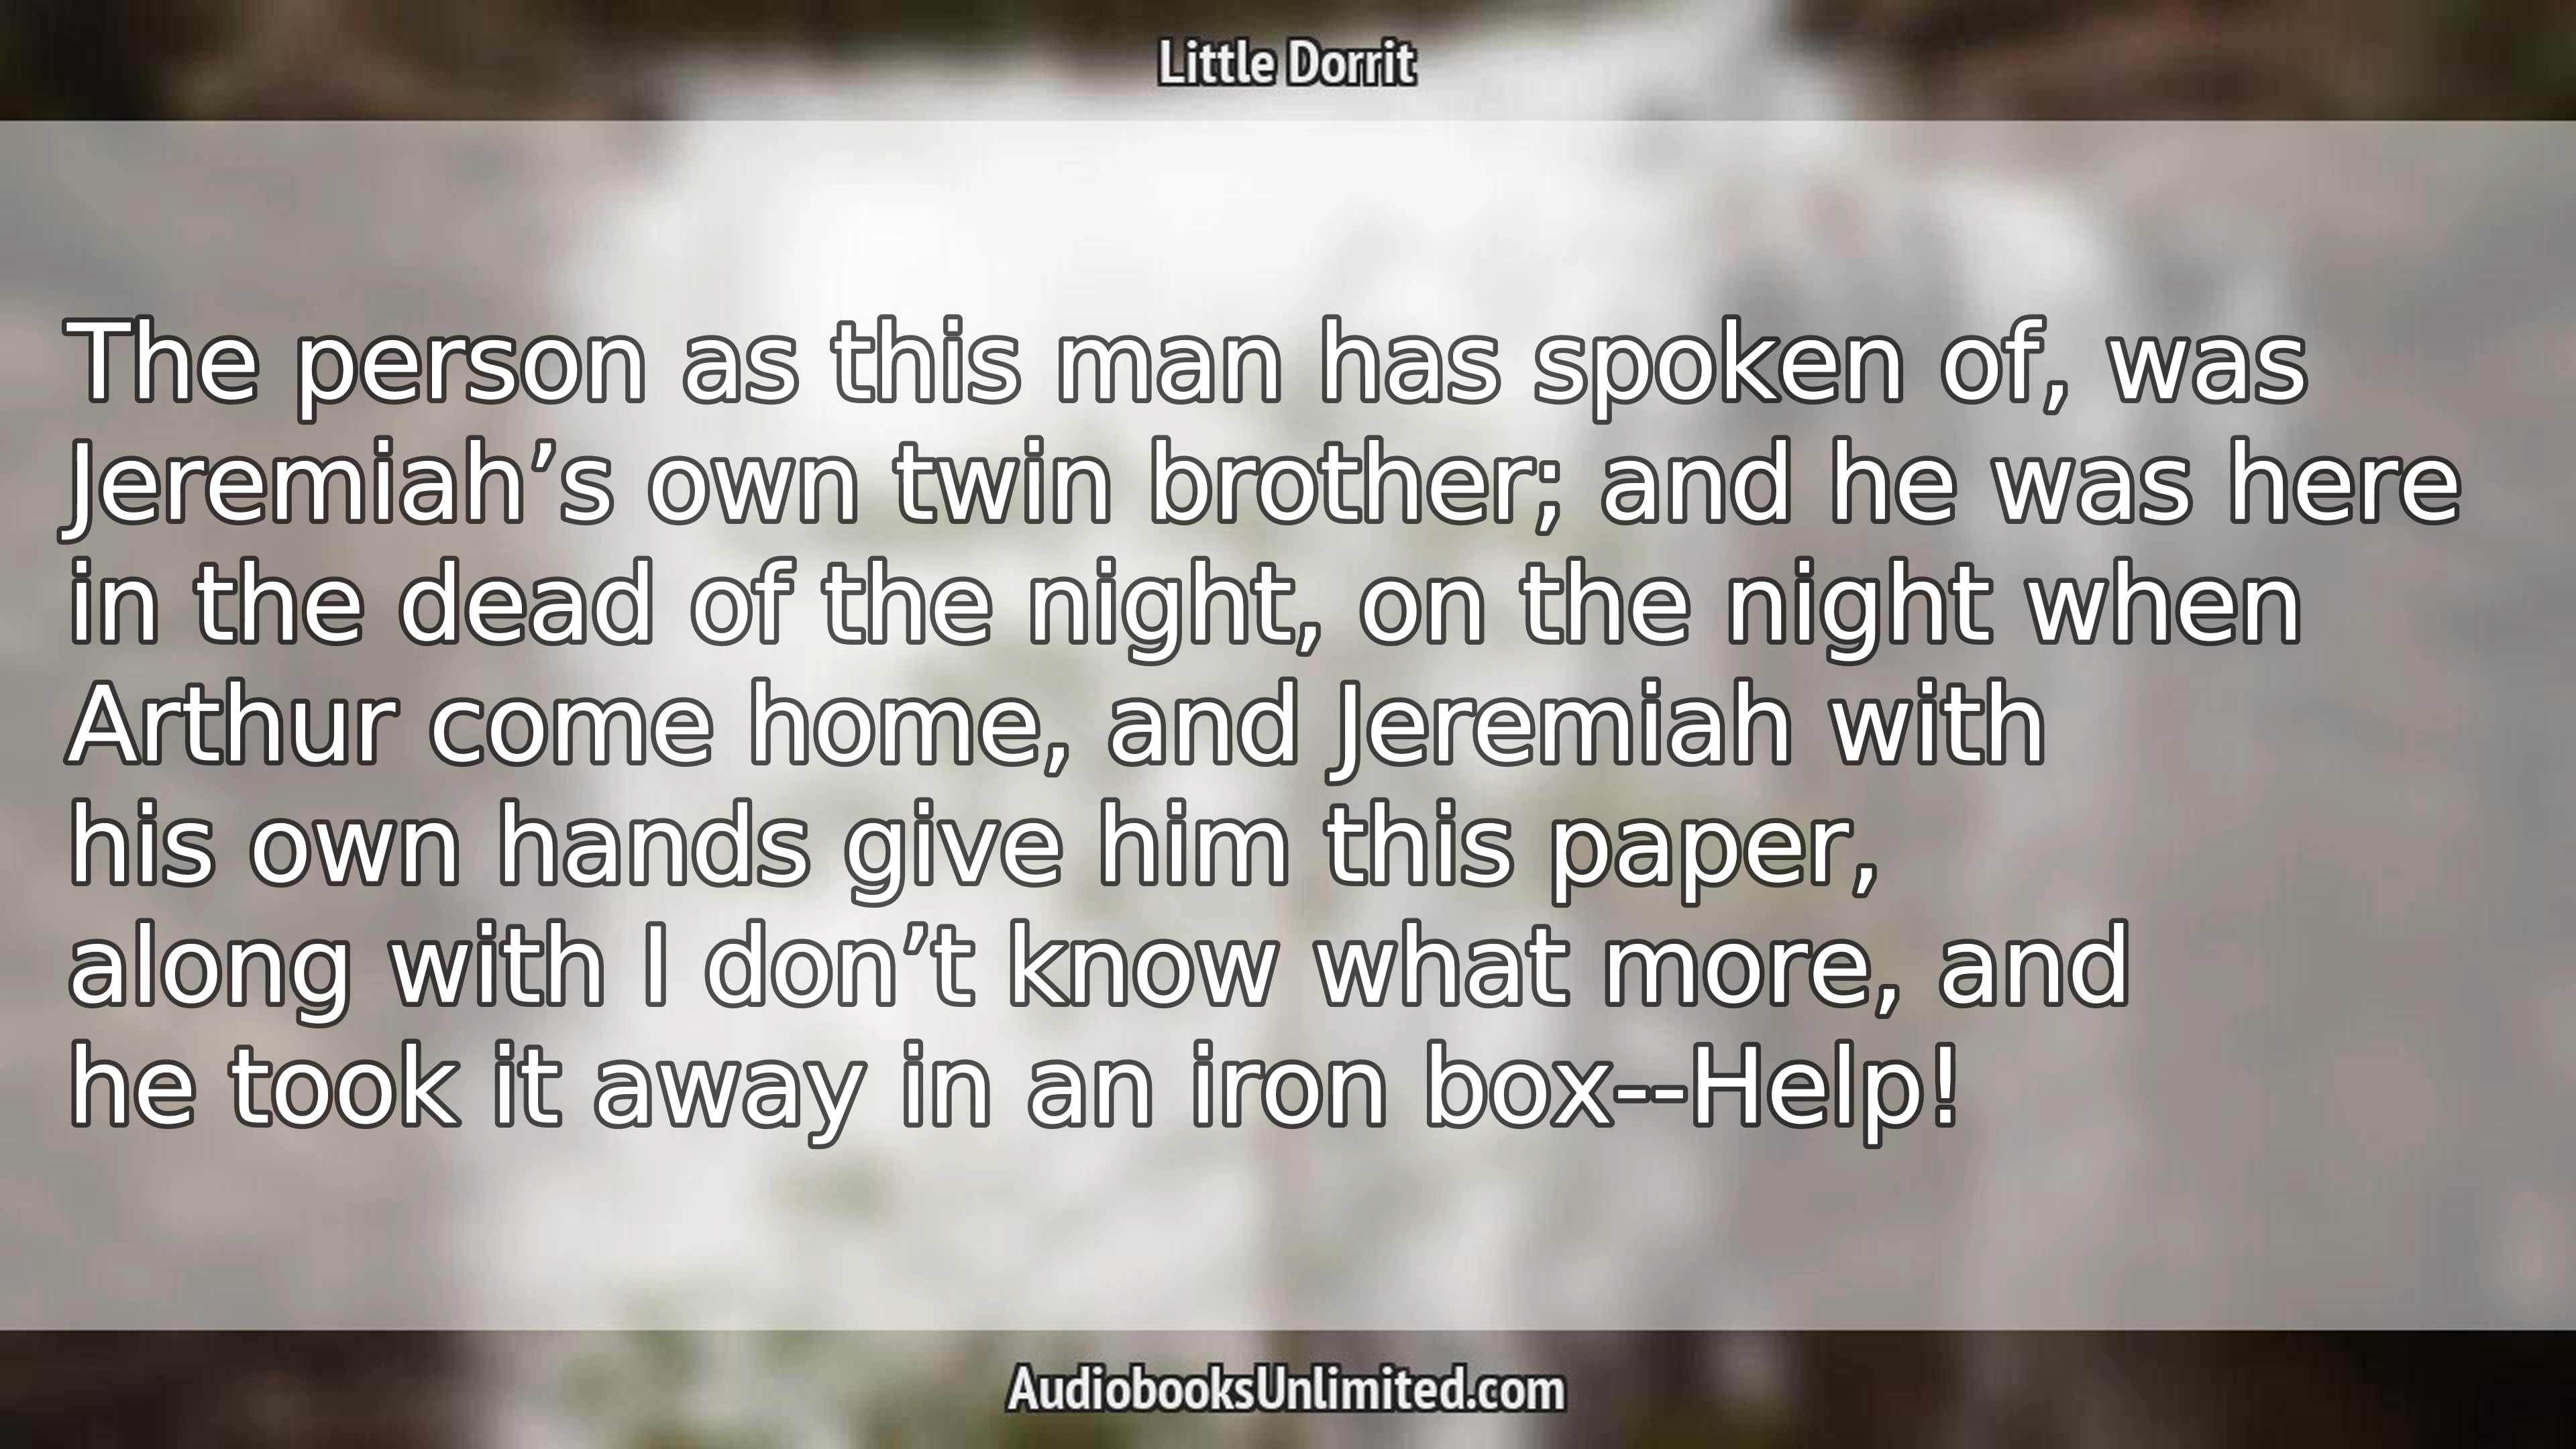 Little Dorrit
The person as this man has spoken of, was
Jeremiah’s own twin brother; and he was here
in the dead of the night, on the night when
Arthur come home, and Jeremiah with
his own hands give him this paper,
along with I don’t know what more, and
he took it away in an iron box--Help!
AudiobooksUnlimited.com